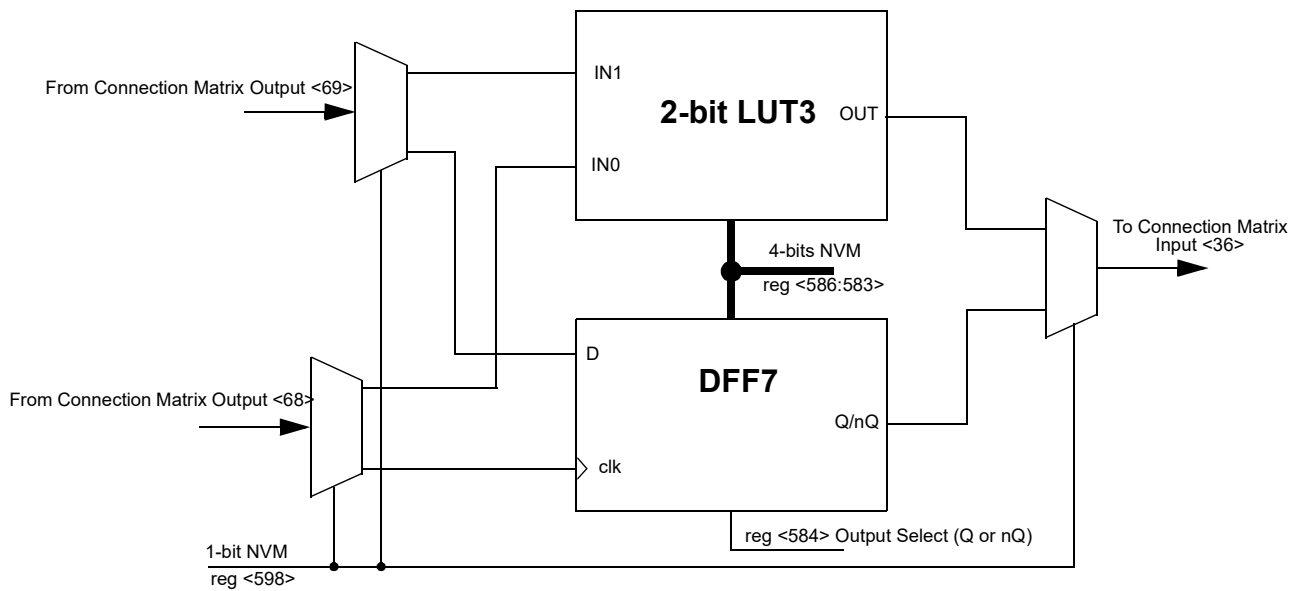 IN1
From Connection Matrix Output <69>
2-bit LUT3
OUT
IN0
To Connection Matrix
Input <36>
4-bits NVM
reg <586:583>
D
DFF7
From Connection Matrix Output <68>
Q/nQ
clk
reg <584> Output Select (Q or nQ)
1-bit NVM
reg <598>